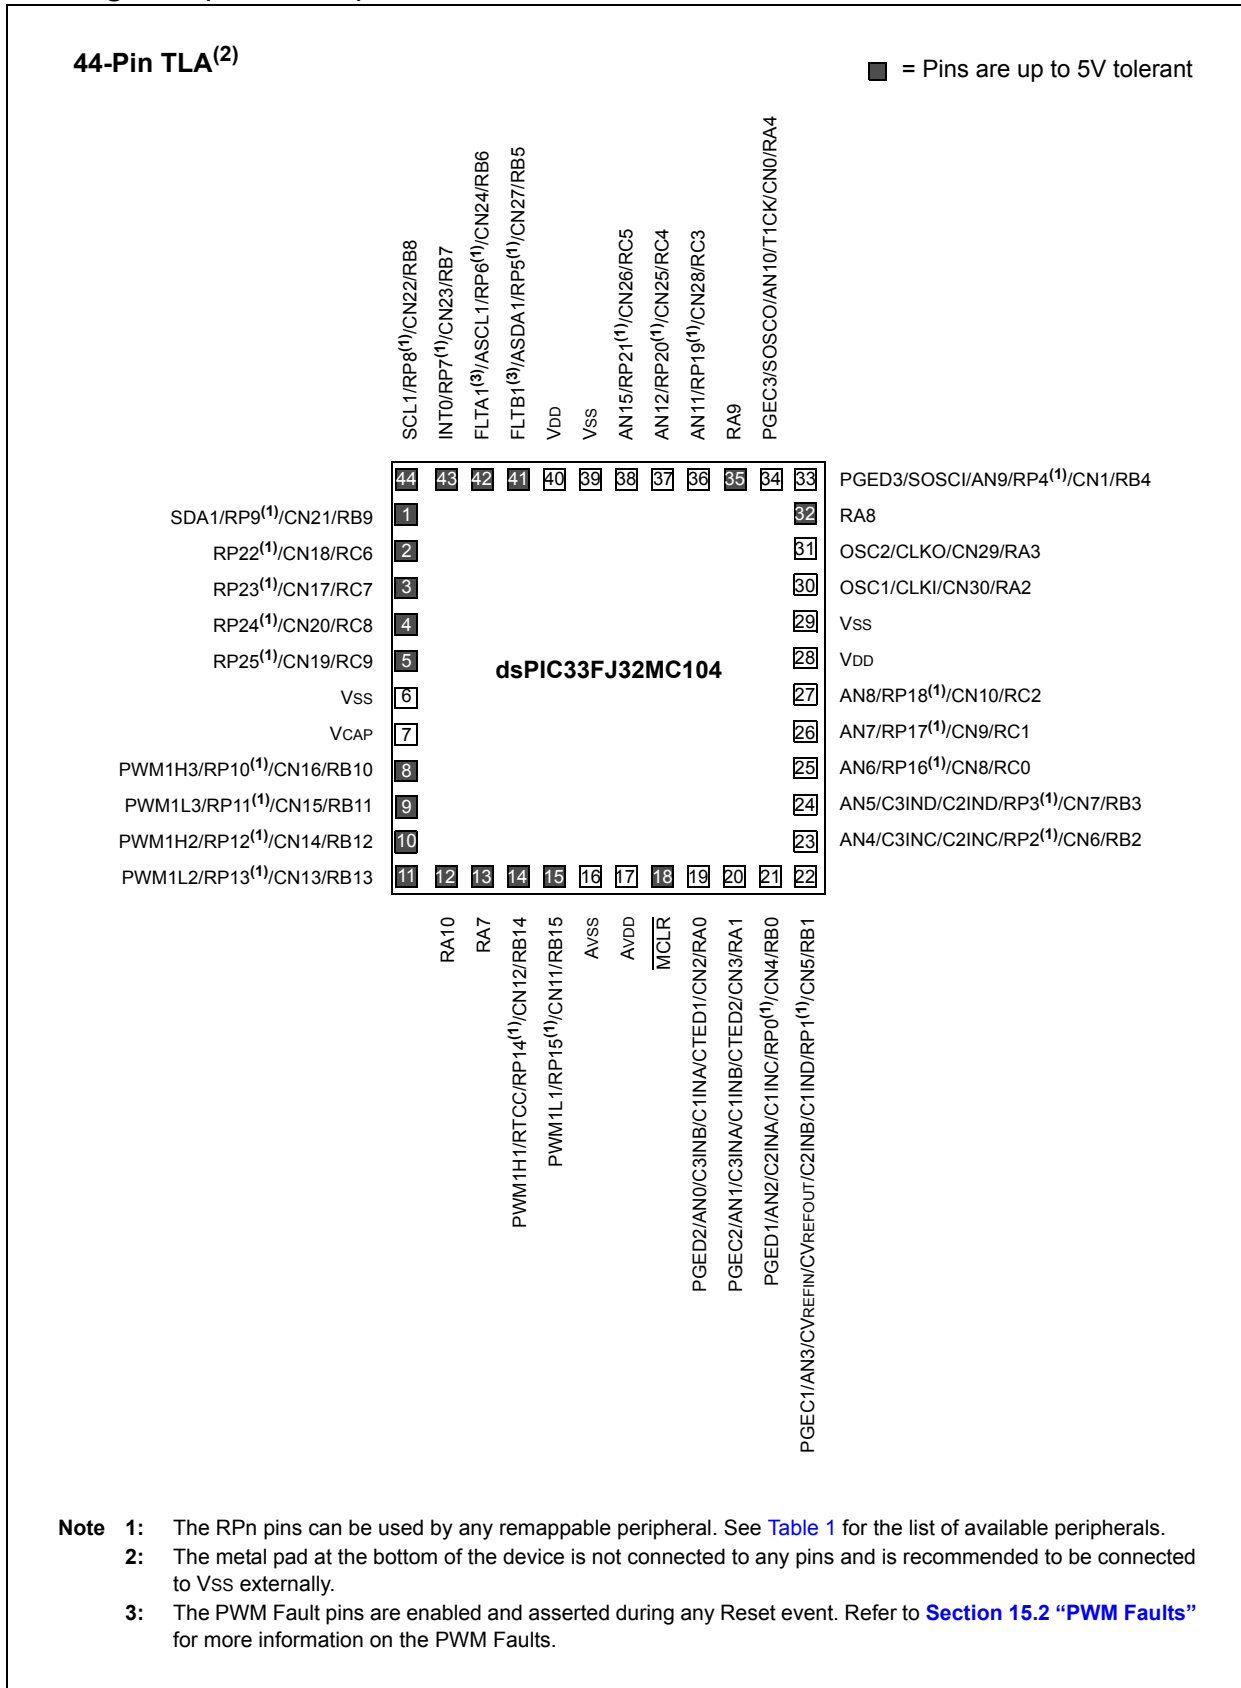 44-Pin TLA(2)
= Pins are up to 5V tolerant
SCL1/RP8(1)/CN22/RB8
INT0/RP7(1)/CN23/RB7
FLTA1(3)/ASCL1/RP6(1)/CN24/RB6
FLTB1(3)/ASDA1/RP5(1)/CN27/RB5
VDD
VSS
AN15/RP21(1)/CN26/RC5
AN12/RP20(1)/CN25/RC4
AN11/RP19(1)/CN28/RC3
RA9
PGEC3/SOSCO/AN10/T1CK/CN0/RA4
44 43 42 41 40 39 38 37 36 35 34 33 PGED3/SOSCI/AN9/RP4(1)/CN1/RB4
SDA1/RP9(1)/CN21/RB9 1 32 RA8
RP22(1)/CN18/RC6 2 31 OSC2/CLKO/CN29/RA3
RP23(1)/CN17/RC7 3 30 OSC1/CLKI/CN30/RA2
RP24(1)/CN20/RC8 4 29 VSS
RP25(1)/CN19/RC9 5 dsPIC33FJ32MC104 28 VDD
VSS 6 27 AN8/RP18(1)/CN10/RC2
VCAP 7 26 AN7/RP17(1)/CN9/RC1
PWM1H3/RP10(1)/CN16/RB10 8 25 AN6/RP16(1)/CN8/RC0
PWM1L3/RP11(1)/CN15/RB11 9 24 AN5/C3IND/C2IND/RP3(1)/CN7/RB3
PWM1H2/RP12(1)/CN14/RB12 10 23 AN4/C3INC/C2INC/RP2(1)/CN6/RB2
PWM1L2/RP13(1)/CN13/RB13 11 12 13 14 15 16 17 18 19 20 21 22
RA10
RA7
PWM1H1/RTCC/RP14(1)/CN12/RB14
PWM1L1/RP15(1)/CN11/RB15
AVSS
AVDD
MCLR
PGED2/AN0/C3INB/C1INA/CTED1/CN2/RA0
PGEC2/AN1/C3INA/C1INB/CTED2/CN3/RA1
PGED1/AN2/C2INA/C1INC/RP0(1)/CN4/RB0
PGEC1/AN3/CVREFIN/CVREFOUT/C2INB/C1IND/RP1(1)/CN5/RB1
Note 1: The RPn pins can be used by any remappable peripheral. See Table 1 for the list of available peripherals.
2: The metal pad at the bottom of the device is not connected to any pins and is recommended to be connected
to VSS externally.
3: The PWM Fault pins are enabled and asserted during any Reset event. Refer to Section 15.2 “PWM Faults”
for more information on the PWM Faults.